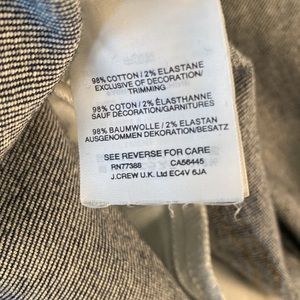 98% COTTON / 2% ELASTANE
EXCLUSIVE OF DECORATION/
TRIMMING
98% COTON / 2% ÉLASTHANNE
SAUF DÉCORATION/GARNITURES
98% BAUMWOLLE / 2% ELASTAN
AUSGENOMMEN DEKORATION/BESATZ
SEE REVERSE FOR CARE
RN77388 CA56445
J.CREW U.K. Ltd EC4V 6JA